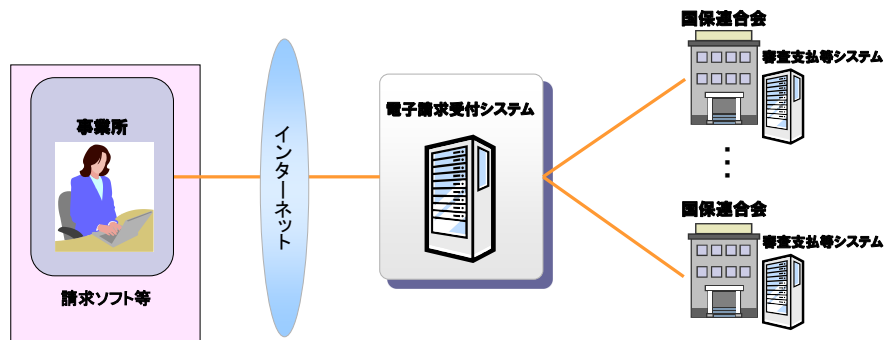 事業所
請求ソフト等
インターネット
電子請求受付システム
国保連合会
審査支払等システム
国保連合会
審査支払等システム